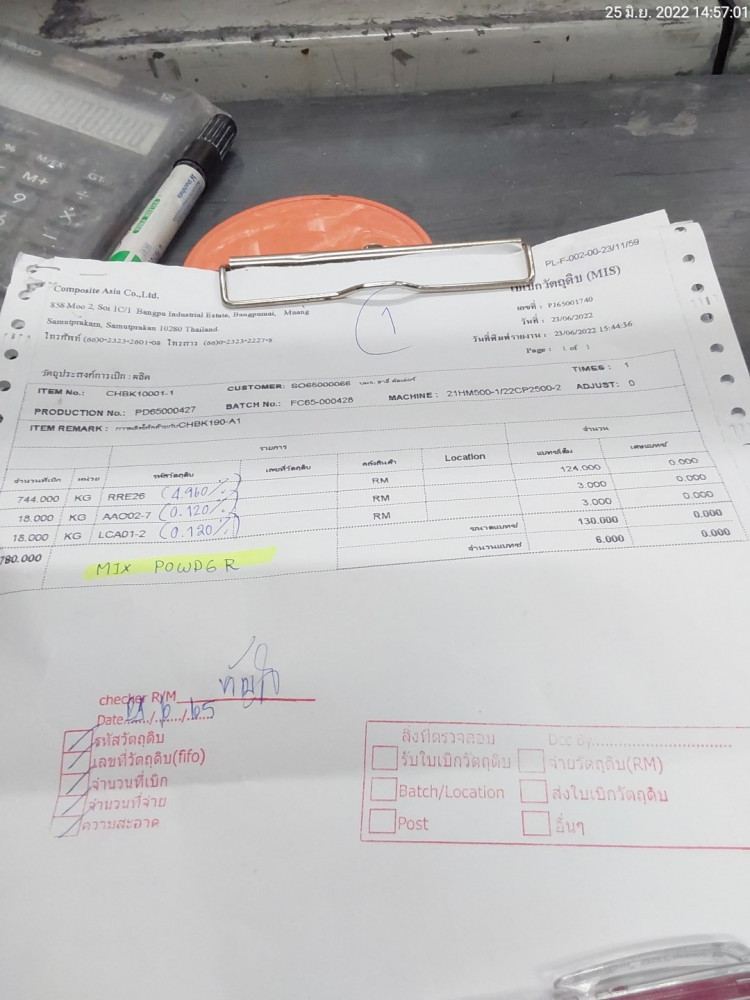 25 มิ.ย. 2022 14:57:01
PL-F-002-00-23/11/59
Composite Asia Co.,Ltd.
ใบเบิกวัตถุดิบ (MIS)
858 Moo 2, Soi 1C/1 Bangpu Industrial Estate, Bangpumai, Muang
เลขที่ : P165001740
Samutprakarn, Samutprakan 10280 Thailand.
วันที่ : 23/06/2022
โทรศัพท์ (66)0-2323-2601-08 โทรสาร (66)0-2323-2227-8
วันที่พิมพ์รายงาน : 23/06/2022 15:44:36
1
Page : 1 of 1
วัตถุประสงค์การเบิก : ผลิต
TIMES : 1
ITEM No.: CHBK10001-1 CUSTOMER: SO65000066
MACHINE : 21HM500-1/22CP2500-2 ADJUST: 0
PRODUCTION No.: PD65000427 BATCH No.: FC65-000426
ITEM REMARK : CHBK190-A1
รายการ จำนวน
จำนวนที่เบิก หน่วย รหัสวัตถุดิบ เลขที่วัตถุดิบ คลังสินค้า Location แบทซ์เต็ม เศษแบทซ์
744.000 KG RRE26 (4.960%) RM 124.000 0.000
18.000 KG AAO02-7 (0.120%) RM 3.000 0.000
18.000 KG LCA01-2 (0.120%) RM 3.000 0.000
780.000 ขนาดแบทซ์ 130.000 0.000
จำนวนแบทซ์ 6.000 0.000
MIX POWDER
checker R/M
Date / 6 / 65
รหัสวัตถุดิบ
เลขที่วัตถุดิบ(fifo)
จำนวนที่เบิก
จำนวนที่จ่าย
ความสะอาด
สิ่งที่ตรวจสอบ Doc By
รับใบเบิกวัตถุดิบ จ่ายวัตถุดิบ(RM)
Batch/Location ส่งใบเบิกวัตถุดิบ
Post อื่นๆ